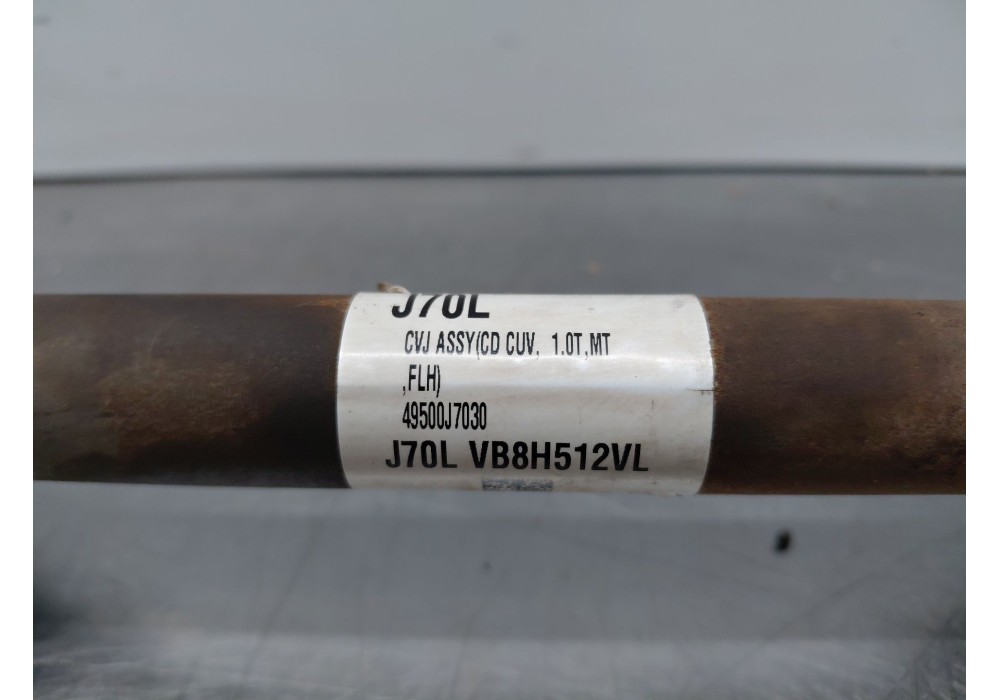 J70L
CVJ ASSY(CD CUV, 1.0T,MT
,FLH)
49500J7030
J70L VB8H512VL